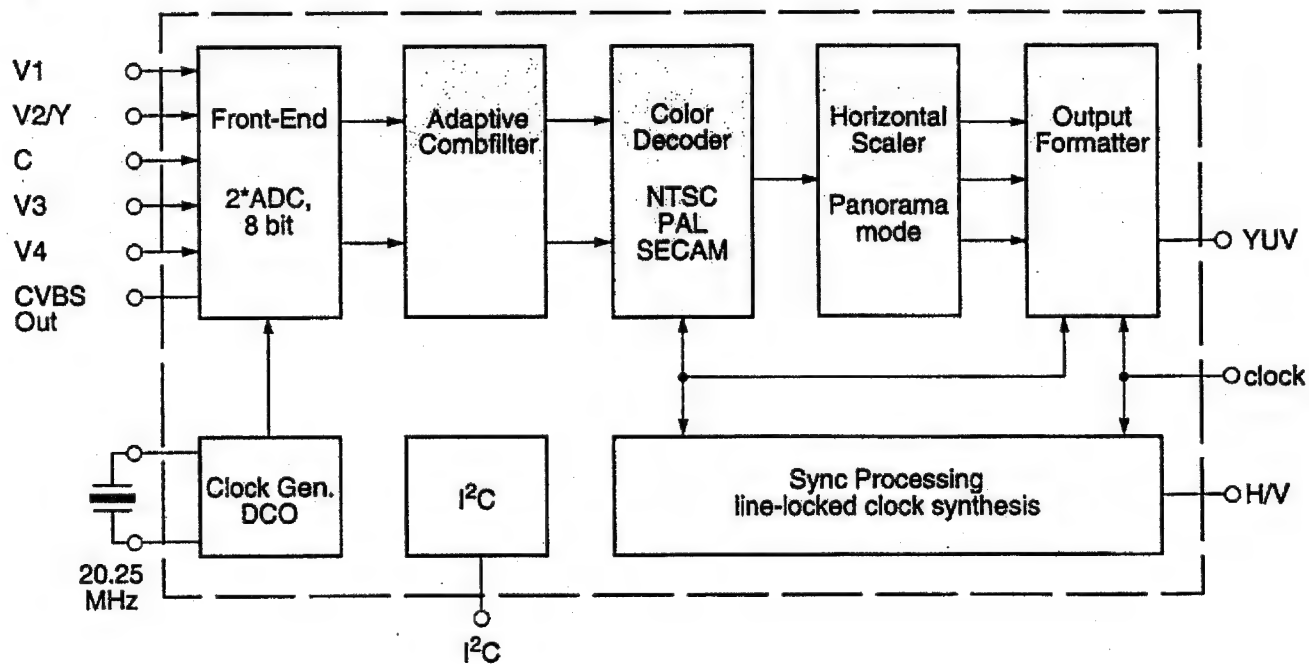 V1
V2/Y
C
V3
V4
CVBS
Out
Front-End
2*ADC,
8 bit
Adaptive
Combfilter
Color
Decoder
NTSC
PAL
SECAM
Horizontal
Scaler
Panorama
mode
Output
Formatter
YUV
clock
Clock Gen.
DCO
I²C
Sync Processing
line-locked clock synthesis
H/V
20.25
MHz
I²C